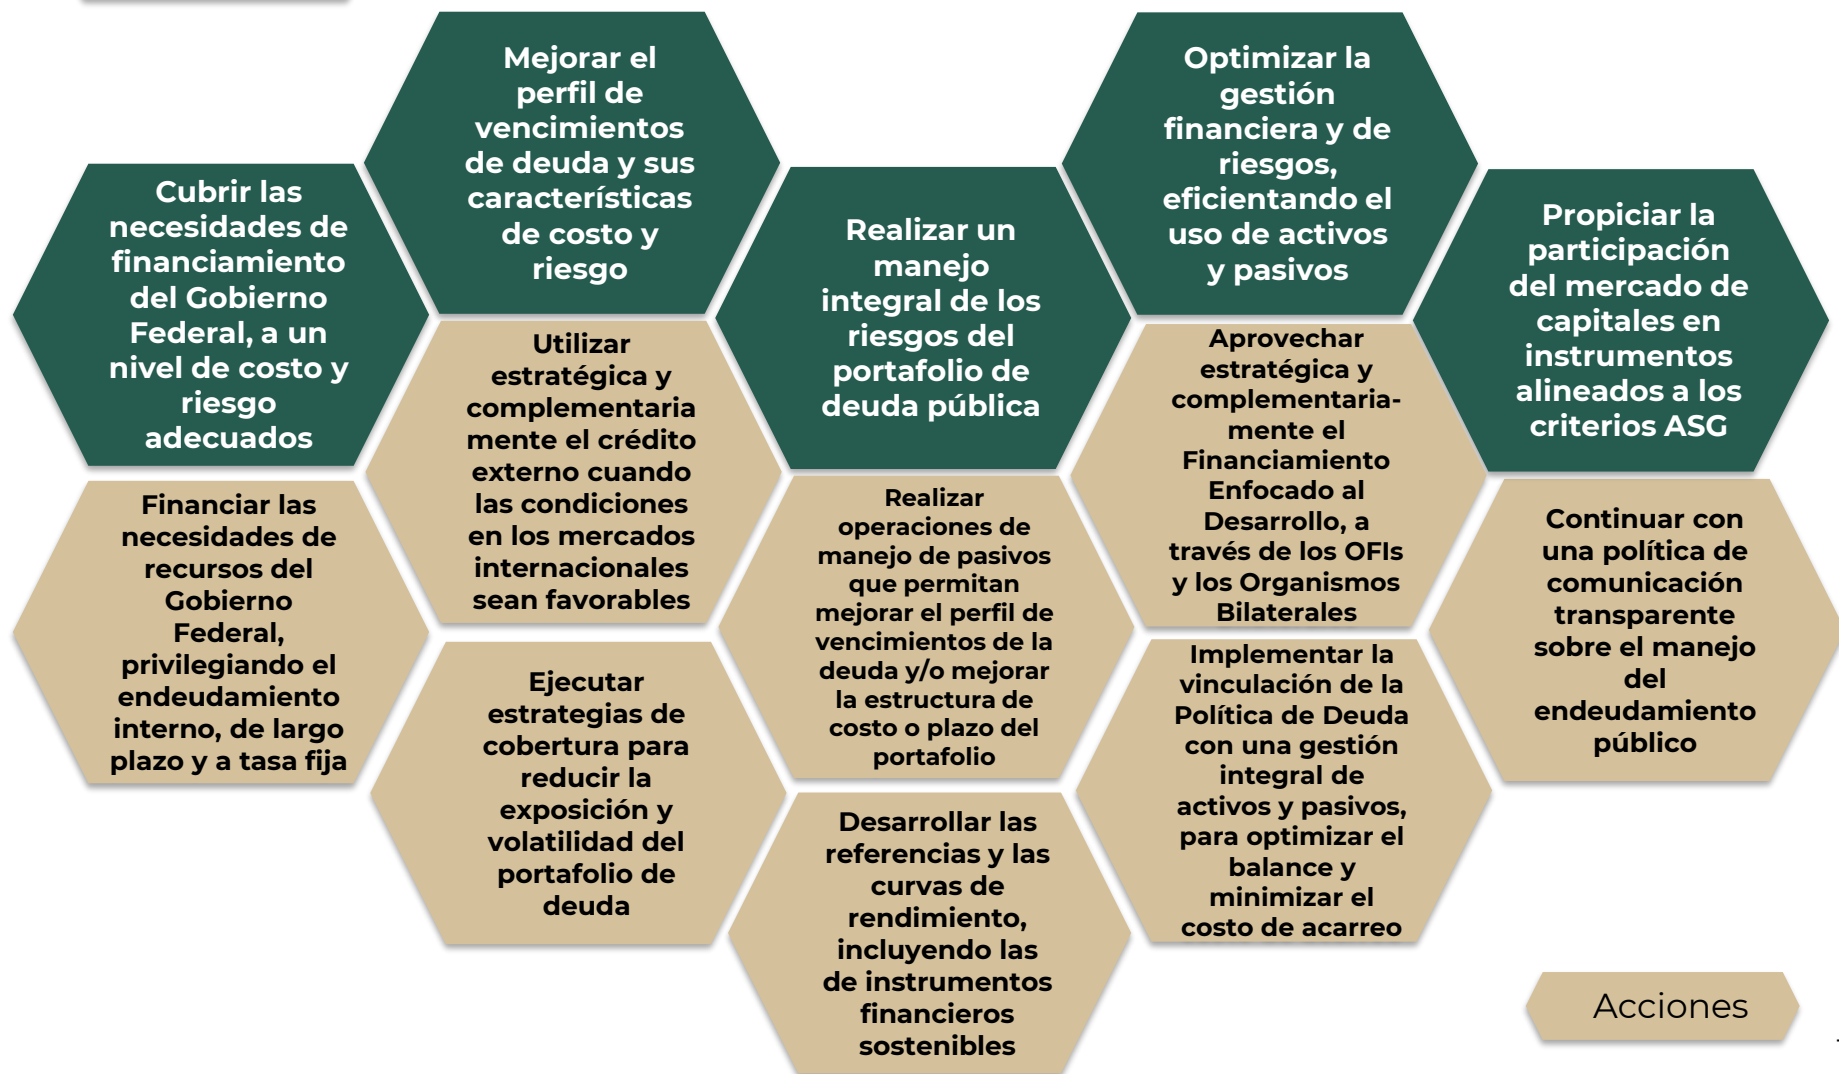 Cubrir las
necesidades de
financiamiento
del Gobierno
Federal, a un
nivel de costo y
riesgo
adecuados
Mejorar el
perfil de
vencimientos
de deuda y sus
características
de costo y
riesgo
Realizar un
manejo
integral de los
riesgos del
portafolio de
deuda pública
Optimizar la
gestión
financiera y de
riesgos,
eficientando el
uso de activos
y pasivos
Propiciar la
participación
del mercado de
capitales en
instrumentos
alineados a los
criterios ASG
Financiar las
necesidades de
recursos del
Gobierno
Federal,
privilegiando el
endeudamiento
interno, de largo
plazo y a tasa fija
Utilizar
estratégica y
complementaria
mente el crédito
externo cuando
las condiciones
en los mercados
internacionales
sean favorables
Ejecutar
estrategias de
cobertura para
reducir la
exposición y
volatilidad del
portafolio de
deuda
Realizar
operaciones de
manejo de pasivos
que permitan
mejorar el perfil de
vencimientos de la
deuda y/o mejorar
la estructura de
costo o plazo del
portafolio
Desarrollar las
referencias y las
curvas de
rendimiento,
incluyendo las
de instrumentos
financieros
sostenibles
Aprovechar
estratégica y
complementaria-
mente el
Financiamiento
Enfocado al
Desarrollo, a
través de los OFIs
y los Organismos
Bilaterales
Implementar la
vinculación de la
Política de Deuda
con una gestión
integral de
activos y pasivos,
para optimizar el
balance y
minimizar el
costo de acarreo
Continuar con
una política de
comunicación
transparente
sobre el manejo
del
endeudamiento
público
Acciones